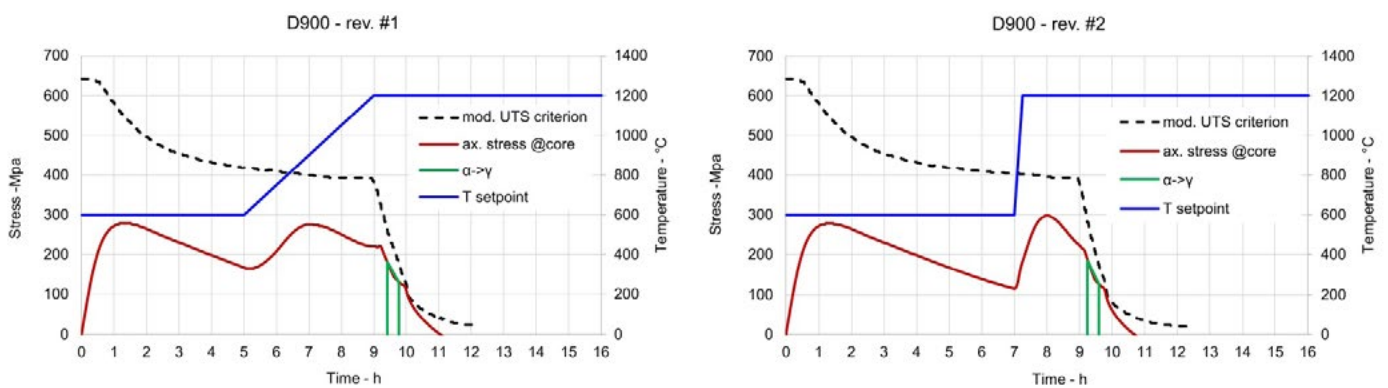 D900 - rev. #1
700
600
500
400
300
200
100
0
Stress -Mpa
1400
1200
1000
800
600
400
200
0
Temperature - °C
mod. UTS criterion
ax. stress @core
α->γ
T setpoint
0 1 2 3 4 5 6 7 8 9 10 11 12 13 14 15 16
Time - h
D900 - rev. #2
700
600
500
400
300
200
100
0
Stress -Mpa
1400
1200
1000
800
600
400
200
0
Temperature - °C
mod. UTS criterion
ax. stress @core
α->γ
T setpoint
0 1 2 3 4 5 6 7 8 9 10 11 12 13 14 15 16
Time - h